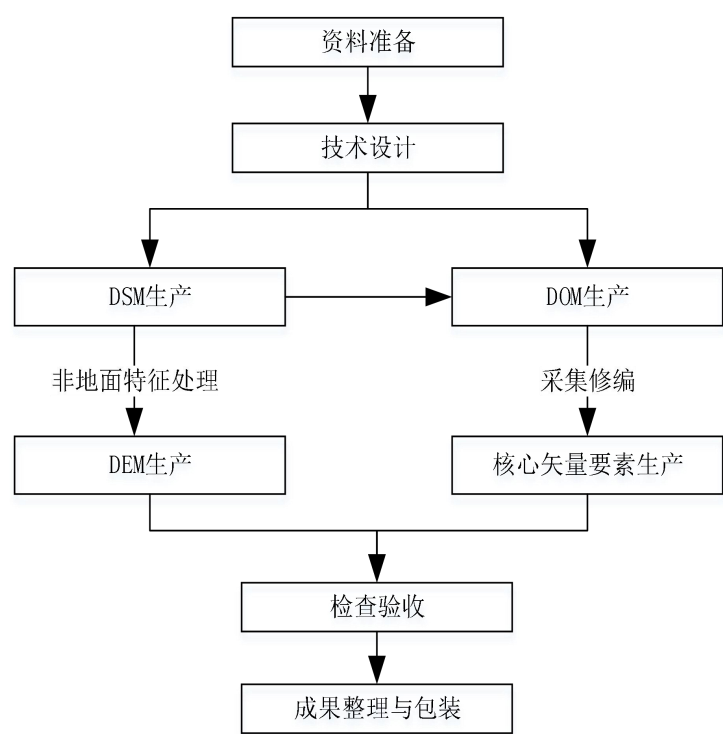 资料准备
技术设计
DSM生产
DOM生产
非地面特征处理
采集修编
DEM生产
核心矢量要素生产
检查验收
成果整理与包装